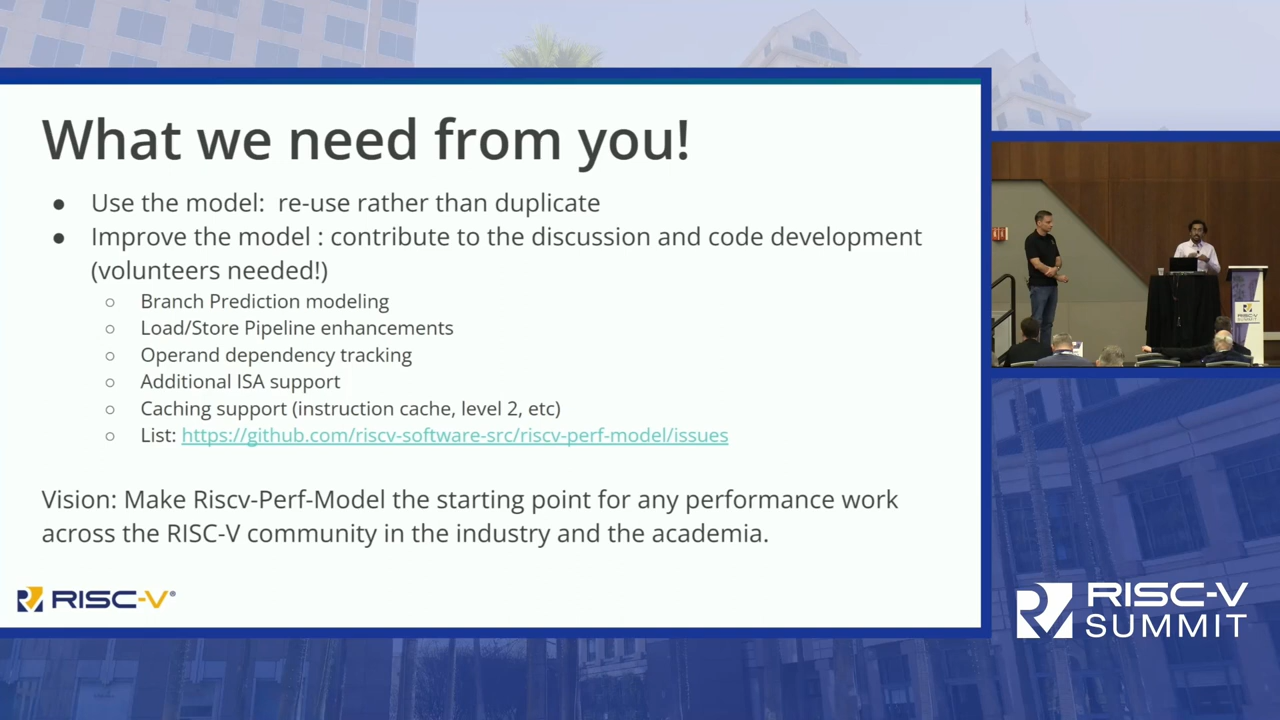 What we need from you!
● Use the model: re-use rather than duplicate
● Improve the model : contribute to the discussion and code development
(volunteers needed!)
○ Branch Prediction modeling
○ Load/Store Pipeline enhancements
○ Operand dependency tracking
○ Additional ISA support
○ Caching support (instruction cache, level 2, etc)
○ List: https://github.com/riscv-software-src/riscv-perf-model/issues
Vision: Make Riscv-Perf-Model the starting point for any performance work
across the RISC-V community in the industry and the academia.
RISC-V®
RISC-V
SUMMIT